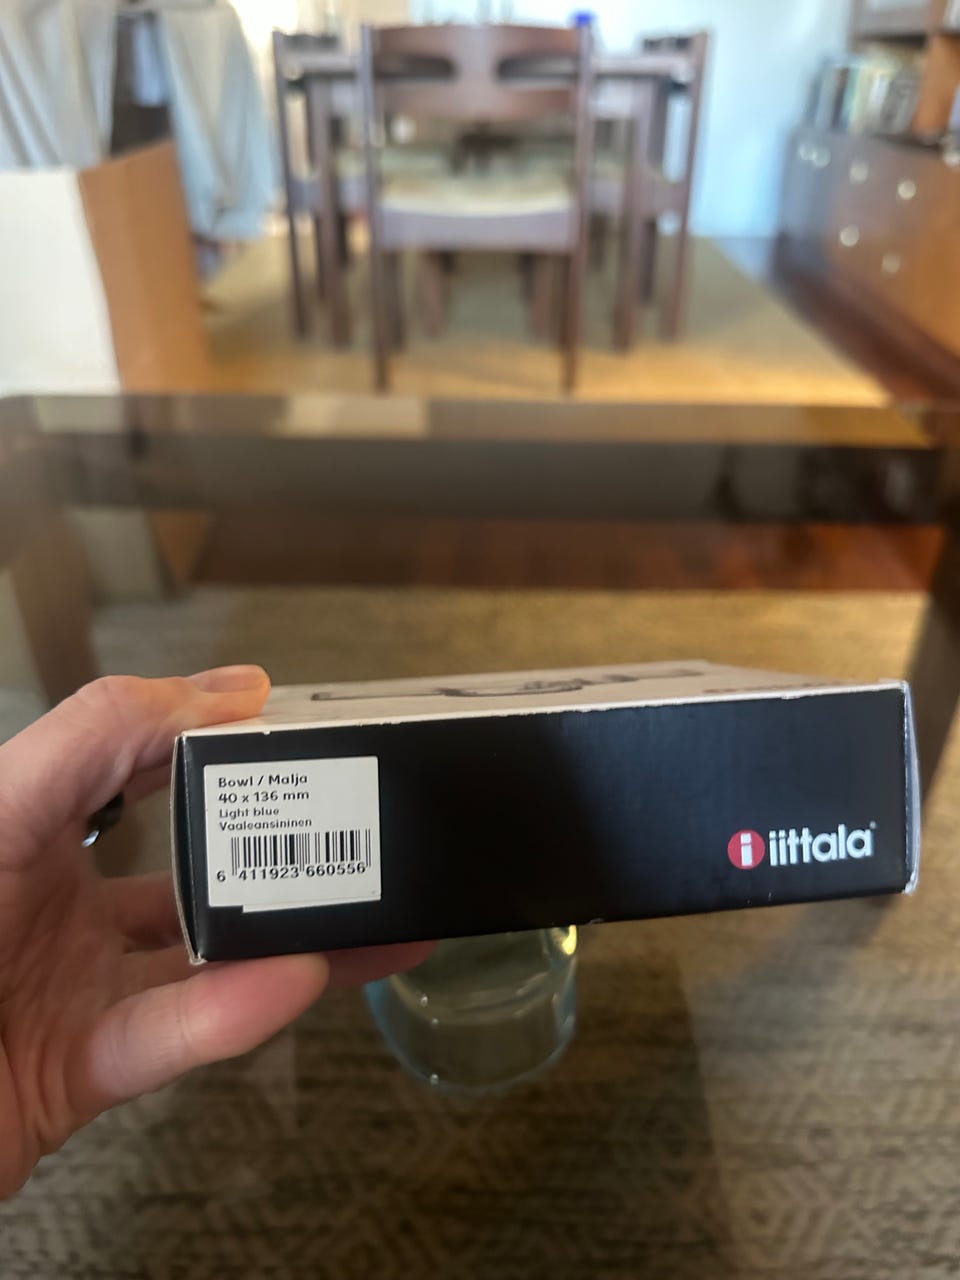 Bowl / Malja
40 x 136 mm
Light blue
Vaaleansininen
6 411923 660556
i iittala